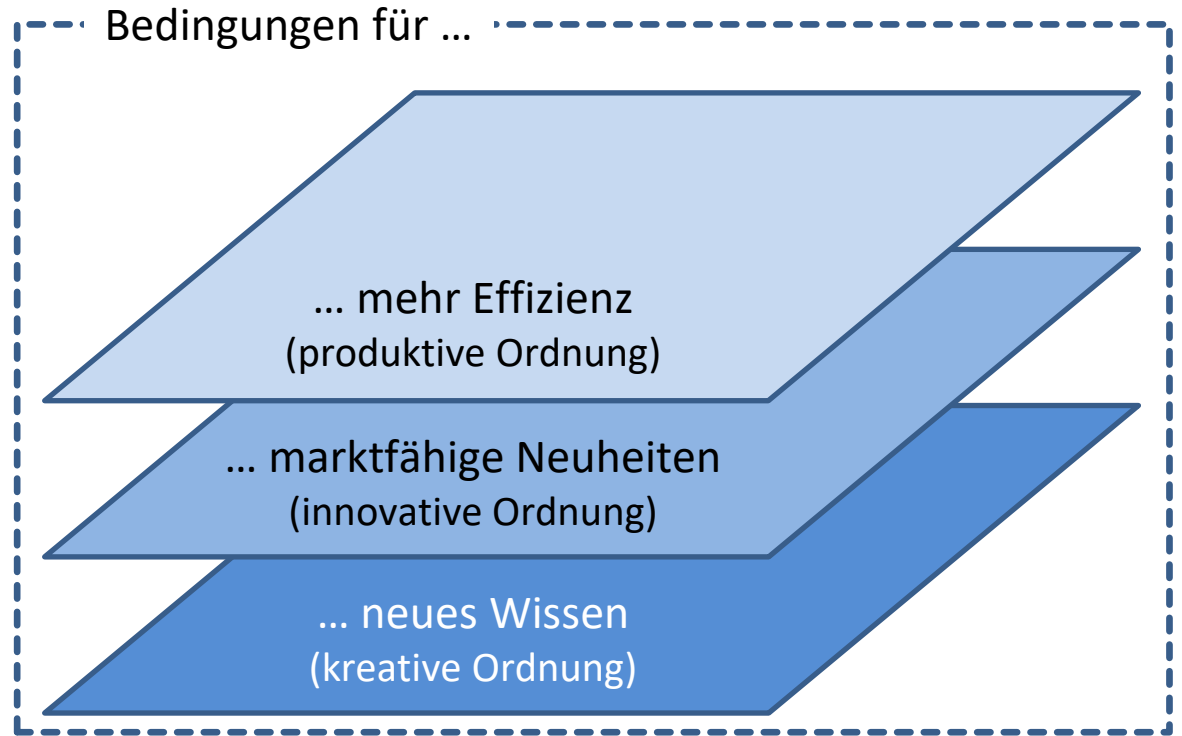 Bedingungen für …
… mehr Effizienz
(produktive Ordnung)
… marktfähige Neuheiten
(innovative Ordnung)
… neues Wissen
(kreative Ordnung)